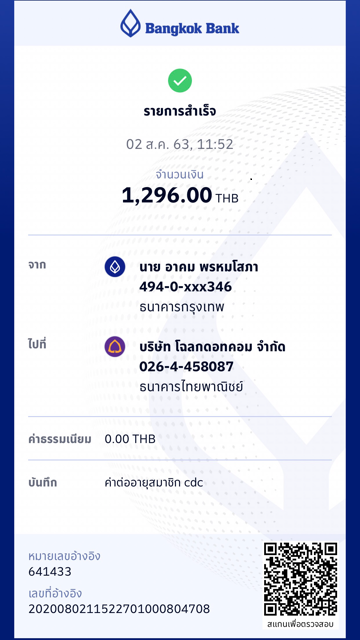 Bangkok Bank
รายการสำเร็จ
02 ส.ค. 63, 11:52
จำนวนเงิน
1,296.00 THB
จาก
นาย อาคม พรหมโสภา
494-0-xxx346
ธนาคารกรุงเทพ
ไปที่
บริษัท โฉลกดอทคอม จำกัด
026-4-458087
ธนาคารไทยพาณิชย์
ค่าธรรมเนียม 0.00 THB
บันทึก ค่าต่ออายุสมาชิก cdc
หมายเลขอ้างอิง
641433
เลขที่อ้างอิง
2020080211522701000804708
สแกนเพื่อตรวจสอบ